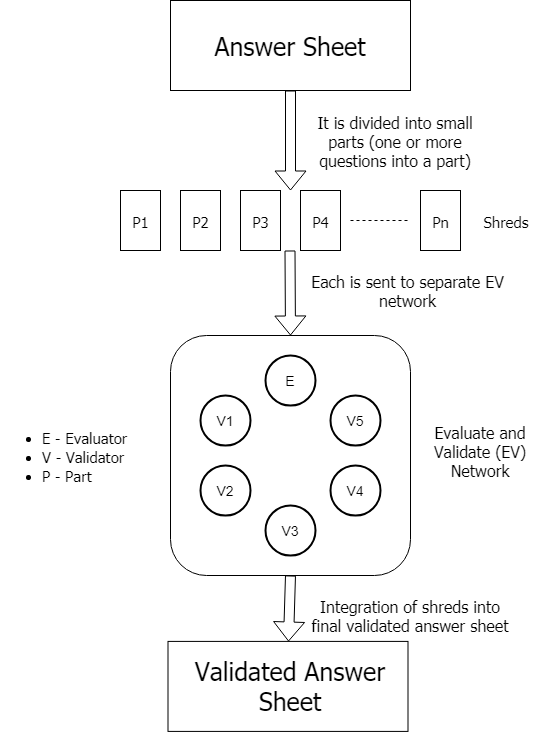 Answer Sheet
It is divided into small
parts (one or more
questions into a part)
P1
P2
P3
P4
Pn
Shreds
Each is sent to separate EV
network
E
V1
V5
V2
V4
V3
• E - Evaluator
• V - Validator
• P - Part
Evaluate and
Validate (EV)
Network
Integration of shreds into
final validated answer sheet
Validated Answer
Sheet